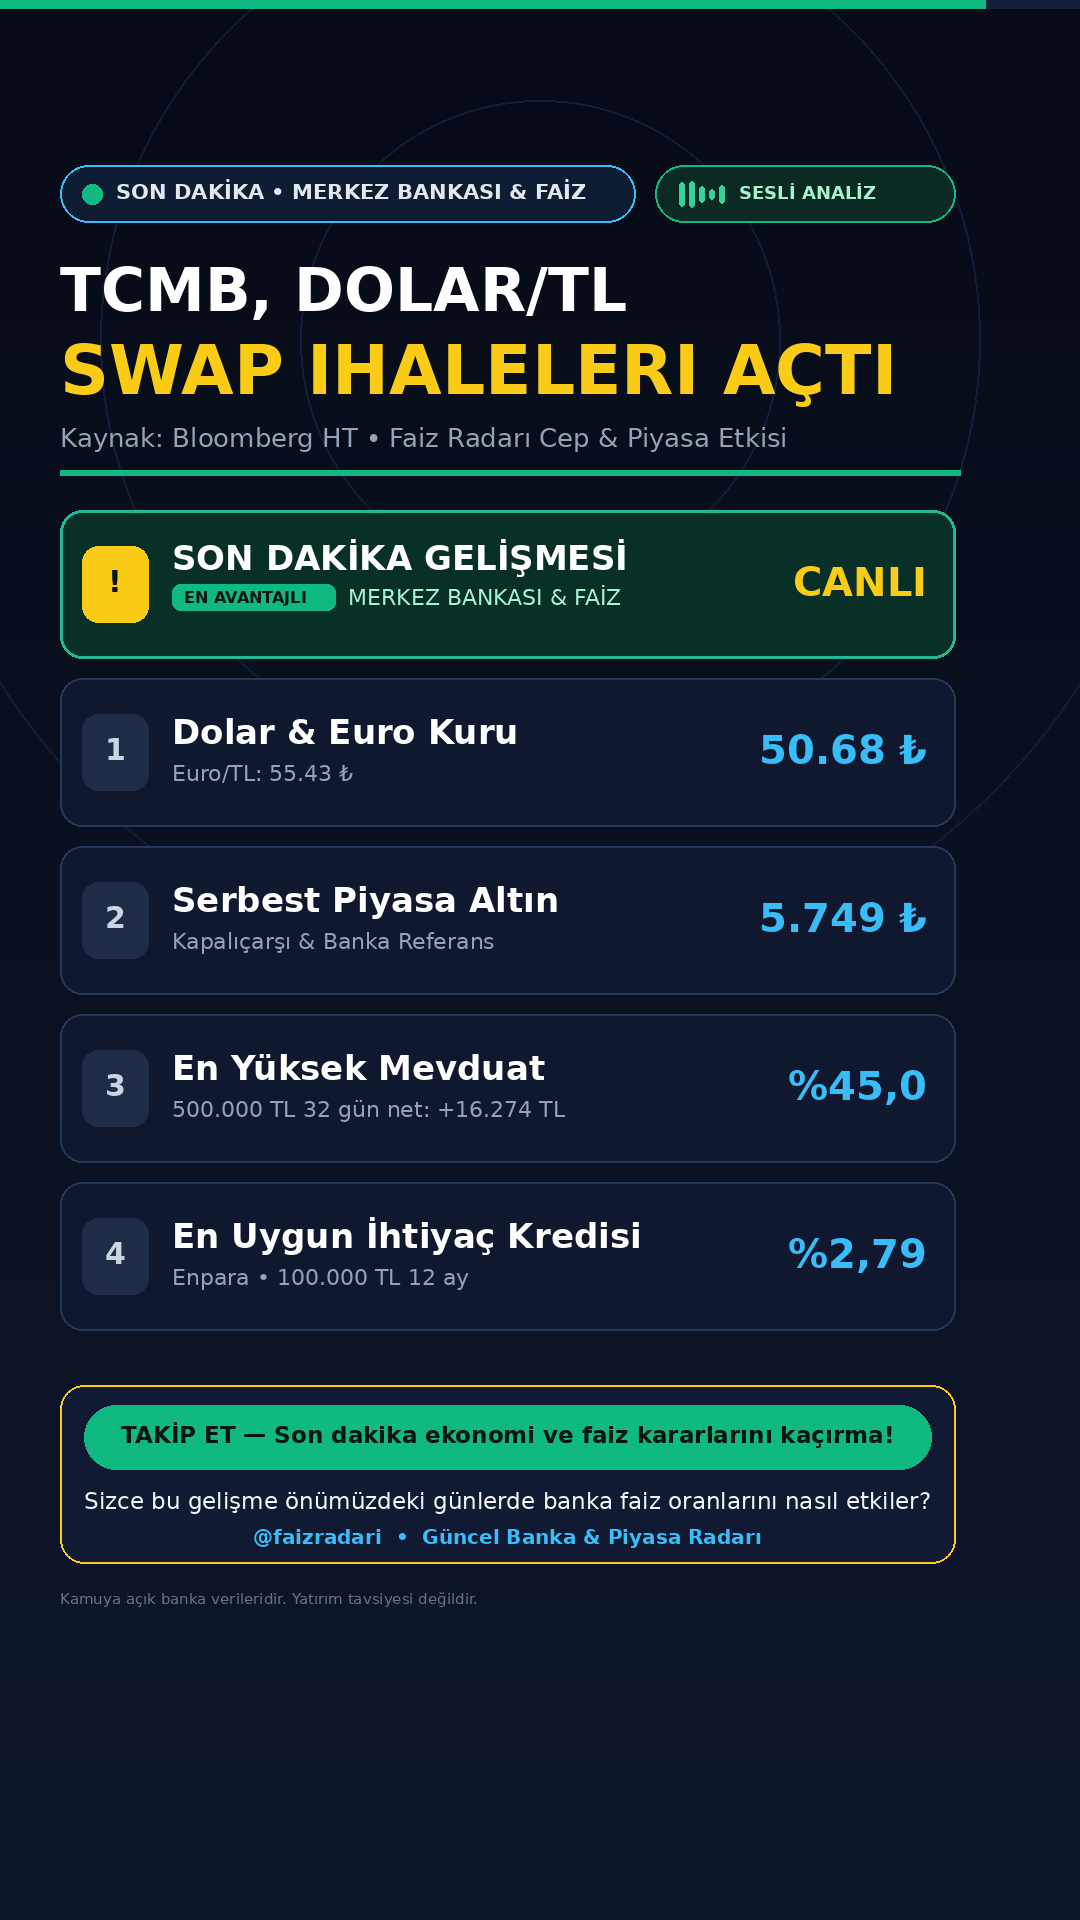 SON DAKİKA • MERKEZ BANKASI & FAİZ
SESLİ ANALİZ
TCMB, DOLAR/TL
SWAP IHALELERI AÇTI
Kaynak: Bloomberg HT • Faiz Radarı Cep & Piyasa Etkisi
!
SON DAKİKA GELİŞMESİ
EN AVANTAJLI
MERKEZ BANKASI & FAİZ
CANLI
1
Dolar & Euro Kuru
Euro/TL: 55.43 ₺
50.68 ₺
2
Serbest Piyasa Altın
Kapalıçarşı & Banka Referans
5.749 ₺
3
En Yüksek Mevduat
500.000 TL 32 gün net: +16.274 TL
%45,0
4
En Uygun İhtiyaç Kredisi
Enpara • 100.000 TL 12 ay
%2,79
TAKİP ET — Son dakika ekonomi ve faiz kararlarını kaçırma!
Sizce bu gelişme önümüzdeki günlerde banka faiz oranlarını nasıl etkiler?
@faizradari • Güncel Banka & Piyasa Radarı
Kamuya açık banka verileridir. Yatırım tavsiyesi değildir.